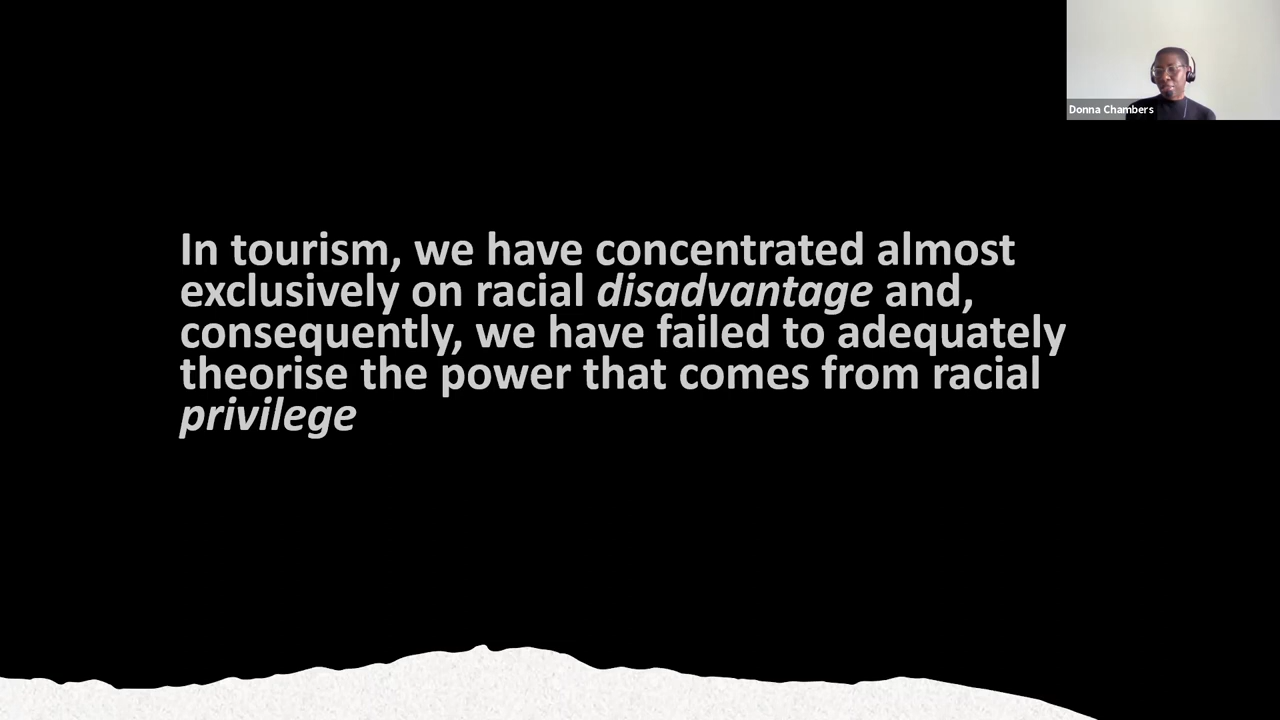 Donna Chambers
In tourism, we have concentrated almost
exclusively on racial disadvantage and,
consequently, we have failed to adequately
theorise the power that comes from racial
privilege